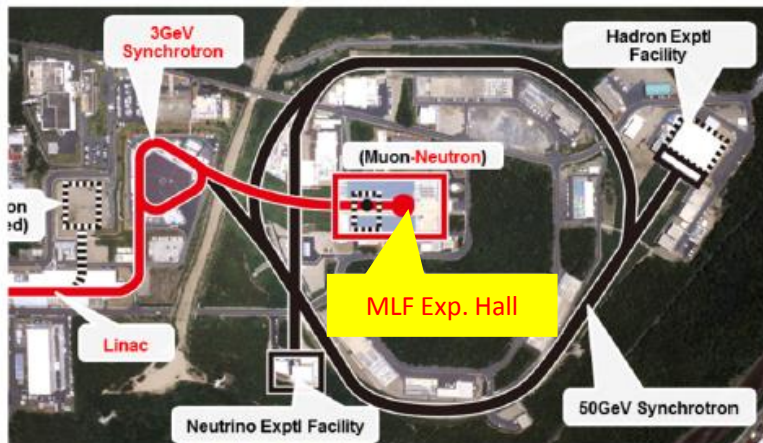 3GeV
Synchrotron
Hadron Exptl
Facility
(Muon-Neutron)
on
ed)
MLF Exp. Hall
Linac
50GeV Synchrotron
Neutrino Exptl Facility